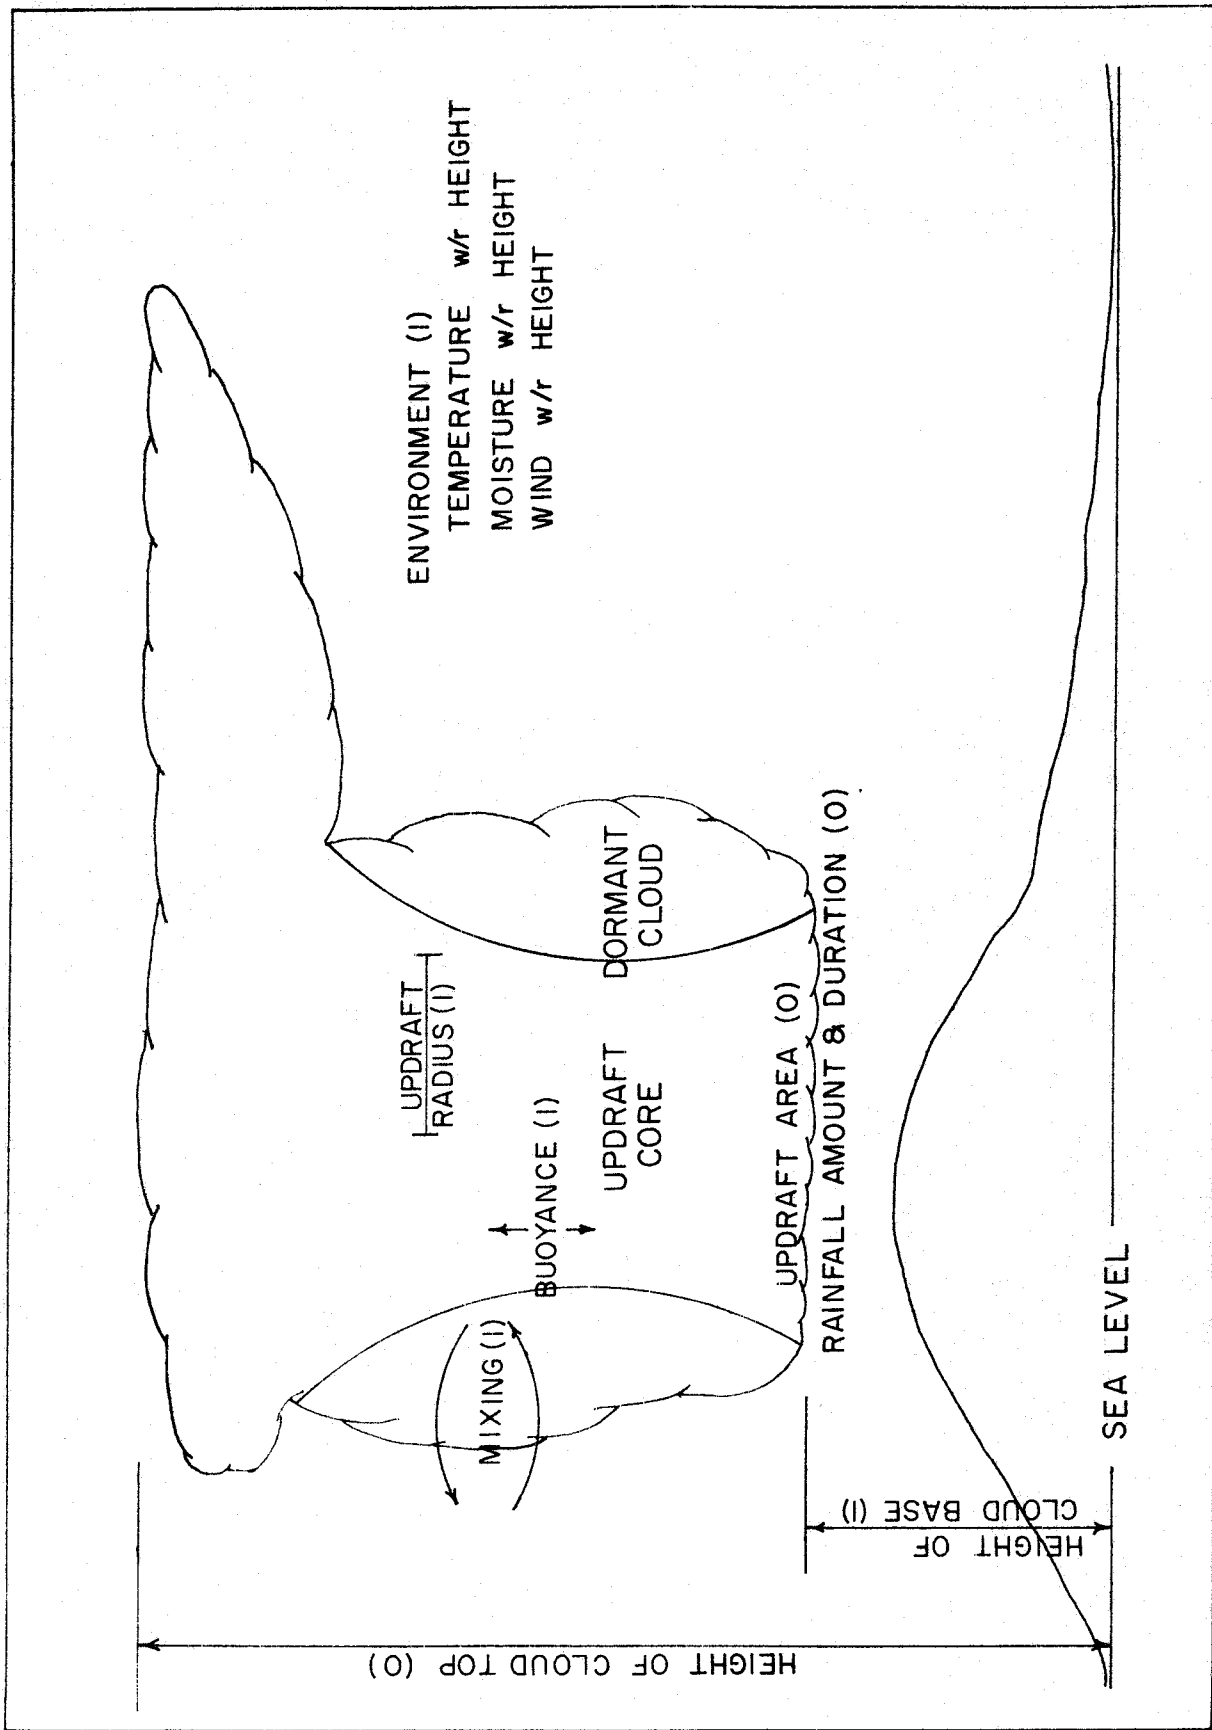 ENVIRONMENT (I)
TEMPERATURE w/r HEIGHT
MOISTURE w/r HEIGHT
WIND w/r HEIGHT
UPDRAFT
RADIUS (I)
MIXING (I)
BUOYANCE (I)
UPDRAFT
CORE
DORMANT
CLOUD
UPDRAFT AREA (O)
RAINFALL AMOUNT & DURATION (O)
HEIGHT OF CLOUD TOP (O)
HEIGHT OF
CLOUD BASE (I)
SEA LEVEL